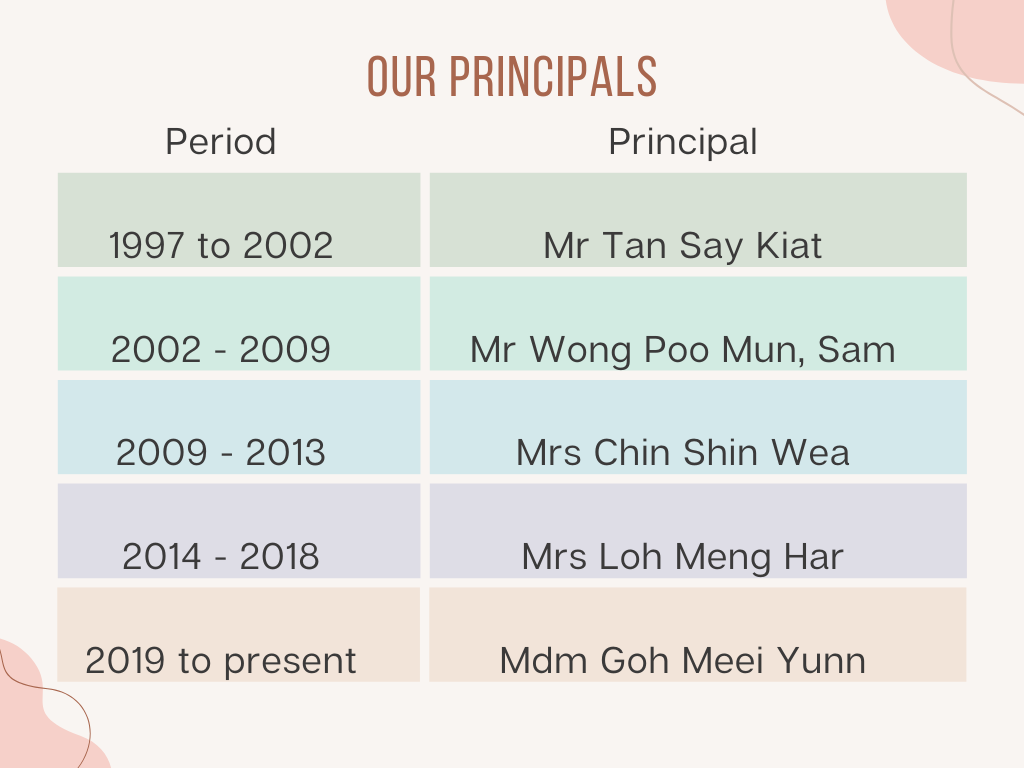 OUR PRINCIPALS
Period Principal
1997 to 2002 Mr Tan Say Kiat
2002 - 2009 Mr Wong Poo Mun, Sam
2009 - 2013 Mrs Chin Shin Wea
2014 - 2018 Mrs Loh Meng Har
2019 to present Mdm Goh Meei Yunn